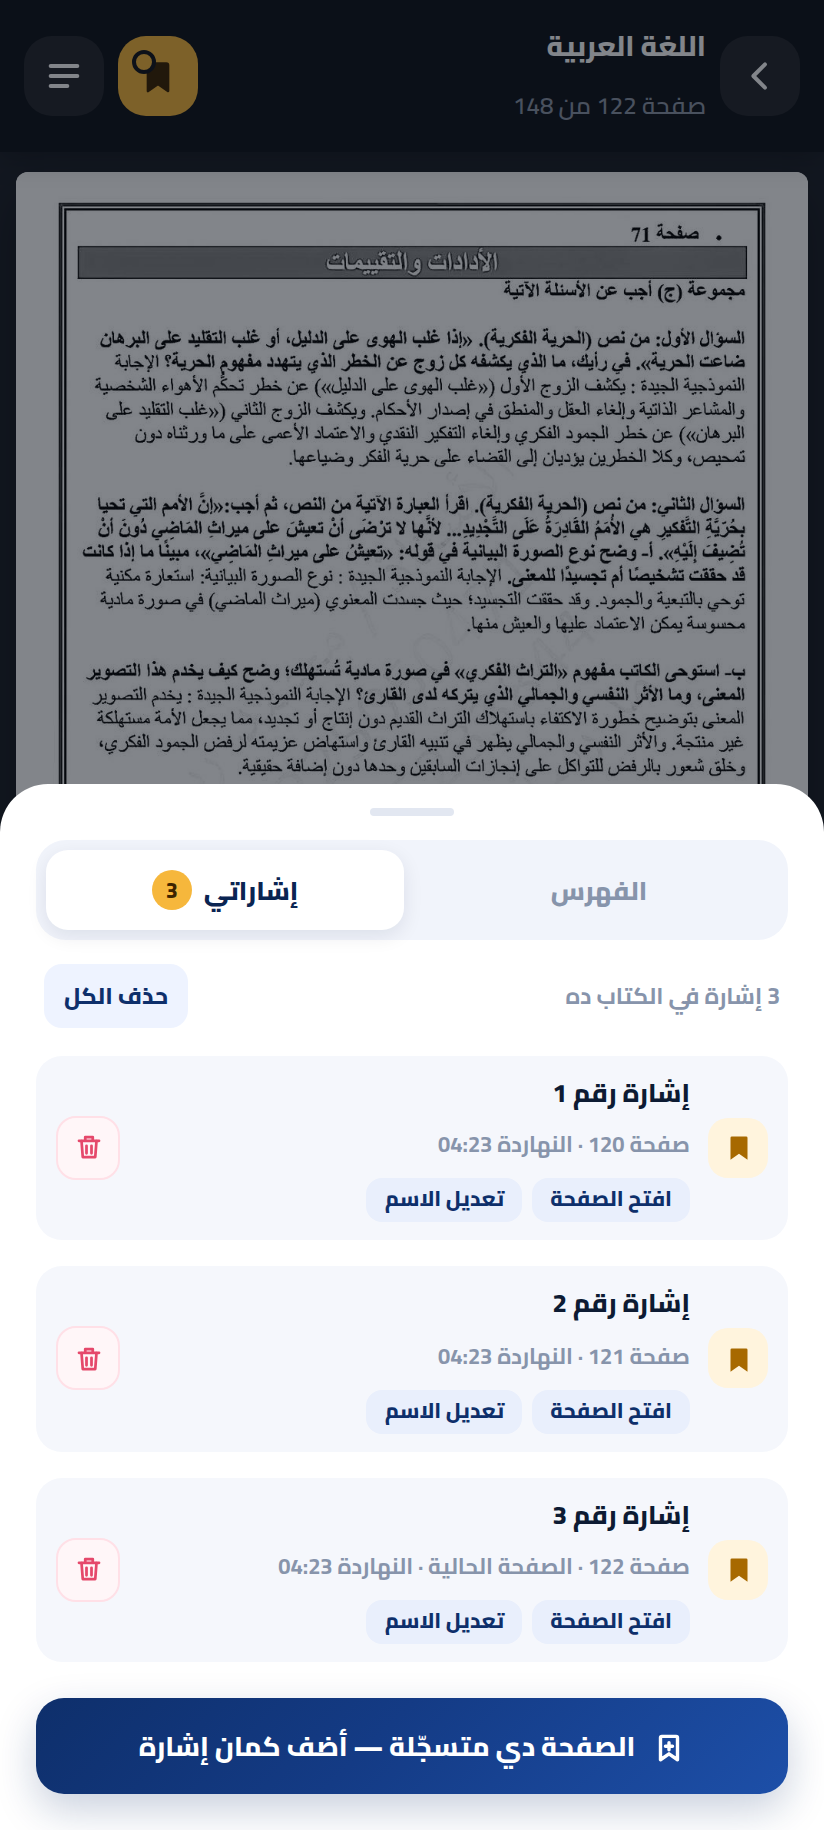 اللغة العربية
صفحة 122 من 148
صفحة 71
الأدادات والتقييمات
مجموعة (ج) أجب عن الأسئلة الآتية
السؤال الأول: من نص (الحرية الفكرية). «إذا غلب الهوى على الدليل، أو غلب التقليد على البرهان
ضاعت الحرية». في رأيك، ما الذي يكشفه كل زوج عن الخطر الذي يتهدد مفهوم الحرية؟ الإجابة
النموذجية الجيدة : يكشف الزوج الأول («غلب الهوى على الدليل») عن خطر تحكُّم الأهواء الشخصية
والمشاعر الذاتية وإلغاء العقل والمنطق في إصدار الأحكام. ويكشف الزوج الثاني («غلب التقليد على
البرهان») عن خطر الجمود الفكري وإلغاء التفكير النقدي والاعتماد الأعمى على ما ورثناه دون
تمحيص، وكلا الخطرين يؤديان إلى القضاء على حرية الفكر وضياعها.
السؤال الثاني: من نص (الحرية الفكرية). اقرأ العبارة الآتية من النص، ثم أجب:«إنَّ الأمم التي تحيا
بحُرّيَّةِ التَّفكيرِ هي الأُمَمُ القَادِرَةُ عَلَى التَّجْدِيدِ... لأنَّها لا تَرْضَى أنْ تعيشَ على ميراثِ المَاضِي دُونَ أنْ
تُضِيفَ إلَيْهِ». أ- وضح نوع الصورة البيانية في قوله: «تعيشُ على ميراثِ المَاضِي»، مبينًا ما إذا كانت
قد حققت تشخيصًا أم تجسيدًا للمعنى. الإجابة النموذجية الجيدة : نوع الصورة البيانية: استعارة مكنية
توحي بالتبعية والجمود. وقد حققت التجسيد؛ حيث جسدت المعنوي (ميراث الماضي) في صورة مادية
محسوسة يمكن الاعتماد عليها والعيش منها.
ب- استوحى الكاتب مفهوم «التراث الفكري» في صورة مادية تُستهلك؛ وضح كيف يخدم هذا التصوير
المعنى، وما الأثر النفسي والجمالي الذي يتركه لدى القارئ؟ الإجابة النموذجية الجيدة : يخدم التصوير
المعنى بتوضيح خطورة الاكتفاء باستهلاك التراث القديم دون إنتاج أو تجديد، مما يجعل الأمة مستهلكة
غير منتجة. والأثر النفسي والجمالي يظهر في تنبيه القارئ واستنهاض عزيمته لرفض الجمود الفكري،
وخلق شعور بالرفض للتواكل على إنجازات السابقين وحدها دون إضافة حقيقية.
الفهرس
إشاراتي 3
3 إشارة في الكتاب ده
حذف الكل
إشارة رقم 1
صفحة 120 · النهاردة 04:23
افتح الصفحة
تعديل الاسم
إشارة رقم 2
صفحة 121 · النهاردة 04:23
افتح الصفحة
تعديل الاسم
إشارة رقم 3
صفحة 122 · الصفحة الحالية · النهاردة 04:23
افتح الصفحة
تعديل الاسم
الصفحة دي متسجّلة — أضف كمان إشارة